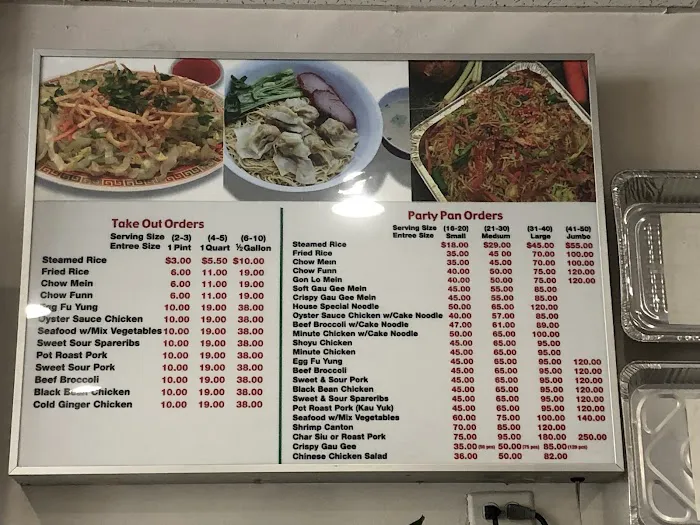 Take Out Orders
Serving Size (2-3) (4-5) (6-10)
Entree Size 1 Pint 1 Quart ½ Gallon
Steamed Rice $3.00 $5.50 $10.00
Fried Rice 6.00 11.00 19.00
Chow Mein 6.00 11.00 19.00
Chow Funn 6.00 11.00 19.00
Egg Fu Yung 10.00 19.00 38.00
Oyster Sauce Chicken 10.00 19.00 38.00
Seafood w/Mix Vegetables 10.00 19.00 38.00
Sweet Sour Spareribs 10.00 19.00 38.00
Pot Roast Pork 10.00 19.00 38.00
Sweet Sour Pork 10.00 19.00 38.00
Beef Broccoli 10.00 19.00 38.00
Black Bean Chicken 10.00 19.00 38.00
Cold Ginger Chicken 10.00 19.00 38.00
Party Pan Orders
Serving Size (16-20) (21-30) (31-40) (41-50)
Entree Size Small Medium Large Jumbo
Steamed Rice $18.00 $29.00 $45.00 $55.00
Fried Rice 35.00 45 00 70.00 100.00
Chow Mein 35.00 45.00 70.00 100.00
Chow Funn 40.00 50.00 75.00 120.00
Gon Lo Mein 40.00 50.00 75.00 120.00
Soft Gau Gee Mein 45.00 55.00 85.00
Crispy Gau Gee Mein 45.00 55.00 85.00
House Special Noodle 50.00 65.00 120.00
Oyster Sauce Chicken w/Cake Noodle 40.00 57.00 85.00
Beef Broccoli w/Cake Noodle 47.00 61.00 89.00
Minute Chicken w/Cake Noodle 50.00 65.00 100.00
Shoyu Chicken 45.00 65.00 95.00
Minute Chicken 45.00 65.00 95.00
Egg Fu Yung 45.00 65.00 95.00 120.00
Beef Broccoli 45.00 65.00 95.00 120.00
Sweet & Sour Pork 45.00 65.00 95.00 120.00
Black Bean Chicken 45.00 65.00 95.00 120.00
Sweet & Sour Spareribs 45.00 65.00 95.00 120.00
Pot Roast Pork (Kau Yuk) 45.00 65.00 95.00 120.00
Seafood w/Mix Vegetables 60.00 75.00 100.00 140.00
Shrimp Canton 70.00 85.00 120.00
Char Siu or Roast Pork 75.00 95.00 180.00 250.00
Crispy Gau Gee 35.00 (50 pcs) 50.00 (75 pcs) 85.00 (125 pcs)
Chinese Chicken Salad 36.00 50.00 82.00